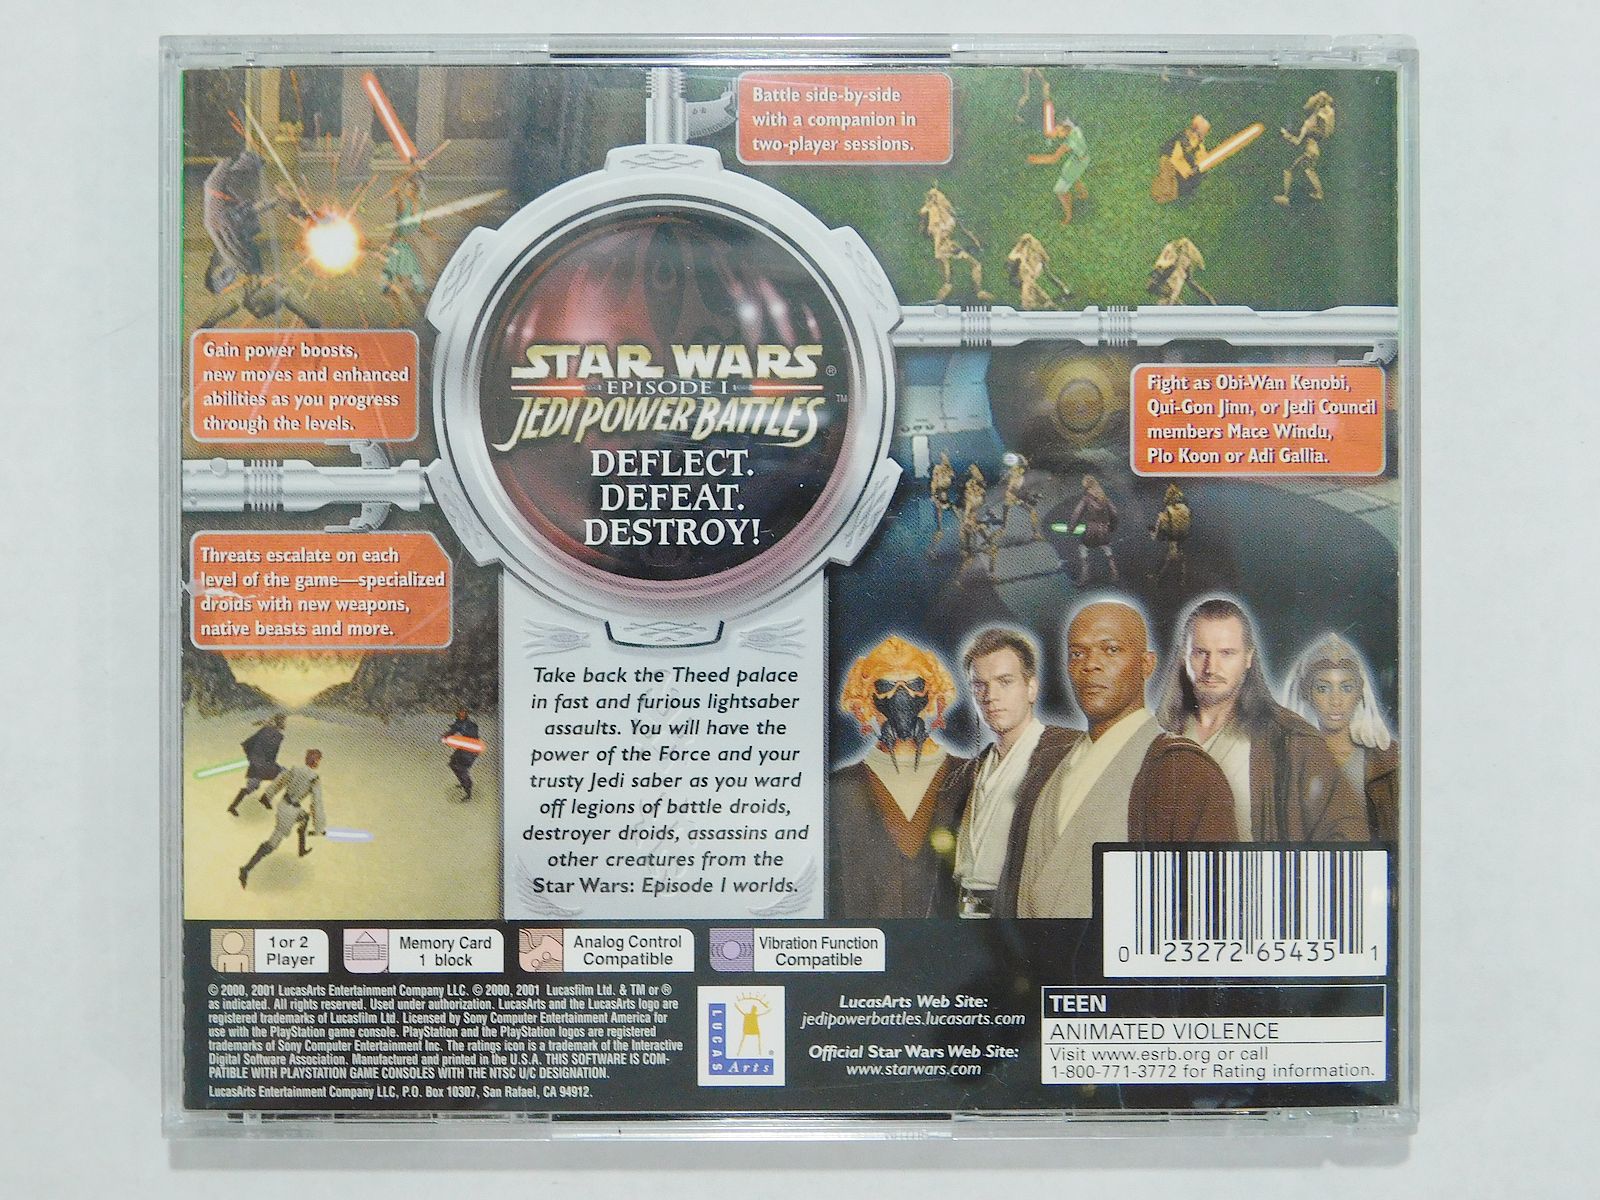 Battle side-by-side
with a companion in
two-player sessions.
Gain power boosts,
new moves and enhanced
abilities as you progress
through the levels.
STAR WARS®
EPISODE I
JEDI POWER BATTLES™
DEFLECT.
DEFEAT.
DESTROY!
Fight as Obi-Wan Kenobi,
Qui-Gon Jinn, or Jedi Council
members Mace Windu,
Plo Koon or Adi Gallia.
Threats escalate on each
level of the game—specialized
droids with new weapons,
native beasts and more.
Take back the Theed palace
in fast and furious lightsaber
assaults. You will have the
power of the Force and your
trusty Jedi saber as you ward
off legions of battle droids,
destroyer droids, assassins and
other creatures from the
Star Wars: Episode I worlds.
1 or 2
Player
Memory Card
1 block
Analog Control
Compatible
Vibration Function
Compatible
0 23272 65435 1
© 2000, 2001 LucasArts Entertainment Company LLC. © 2000, 2001 Lucasfilm Ltd. & TM or ®
as indicated. All rights reserved. Used under authorization. LucasArts and the LucasArts logo are
registered trademarks of Lucasfilm Ltd. Licensed by Sony Computer Entertainment America for
use with the PlayStation game console. PlayStation and the PlayStation logos are registered
trademarks of Sony Computer Entertainment Inc. The ratings icon is a trademark of the Interactive
Digital Software Association. Manufactured and printed in the U.S.A. THIS SOFTWARE IS COM-
PATIBLE WITH PLAYSTATION GAME CONSOLES WITH THE NTSC U/C DESIGNATION.
LucasArts Entertainment Company LLC, P.O. Box 10307, San Rafael, CA 94912.
LUCAS
Arts
®
LucasArts Web Site:
jedipowerbattles.lucasarts.com
Official Star Wars Web Site:
www.starwars.com
TEEN
ANIMATED VIOLENCE
Visit www.esrb.org or call
1-800-771-3772 for Rating information.